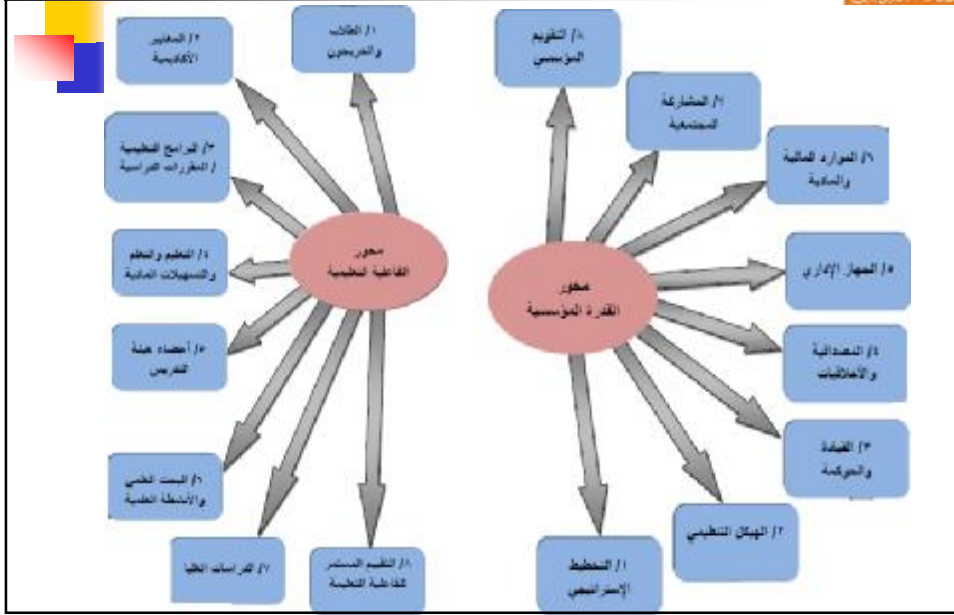 محور
القدرة المؤسسية
١/ التخطيط
الإستراتيجي
٢/ الهيكل التنظيمي
٣/ القيادة
والحوكمة
٤/ المصداقية
والأخلاقيات
٥/ الجهاز الإداري
٦/ الموارد المالية
والمادية
٧/ المشاركة
المجتمعية
٨/ التقويم
المؤسسي
محور
الفاعلية التعليمية
١/ الطلاب
والخريجون
٢/ المعايير
الأكاديمية
٣/ البرامج التعليمية
/ المقررات الدراسية
٤/ التعليم والتعلم
والتسهيلات المادية
٥/ أعضاء هيئة
التدريس
٦/ البحث العلمي
والأنشطة العلمية
٧/ الدراسات العليا
٨/ التقييم المستمر
للفاعلية التعليمية